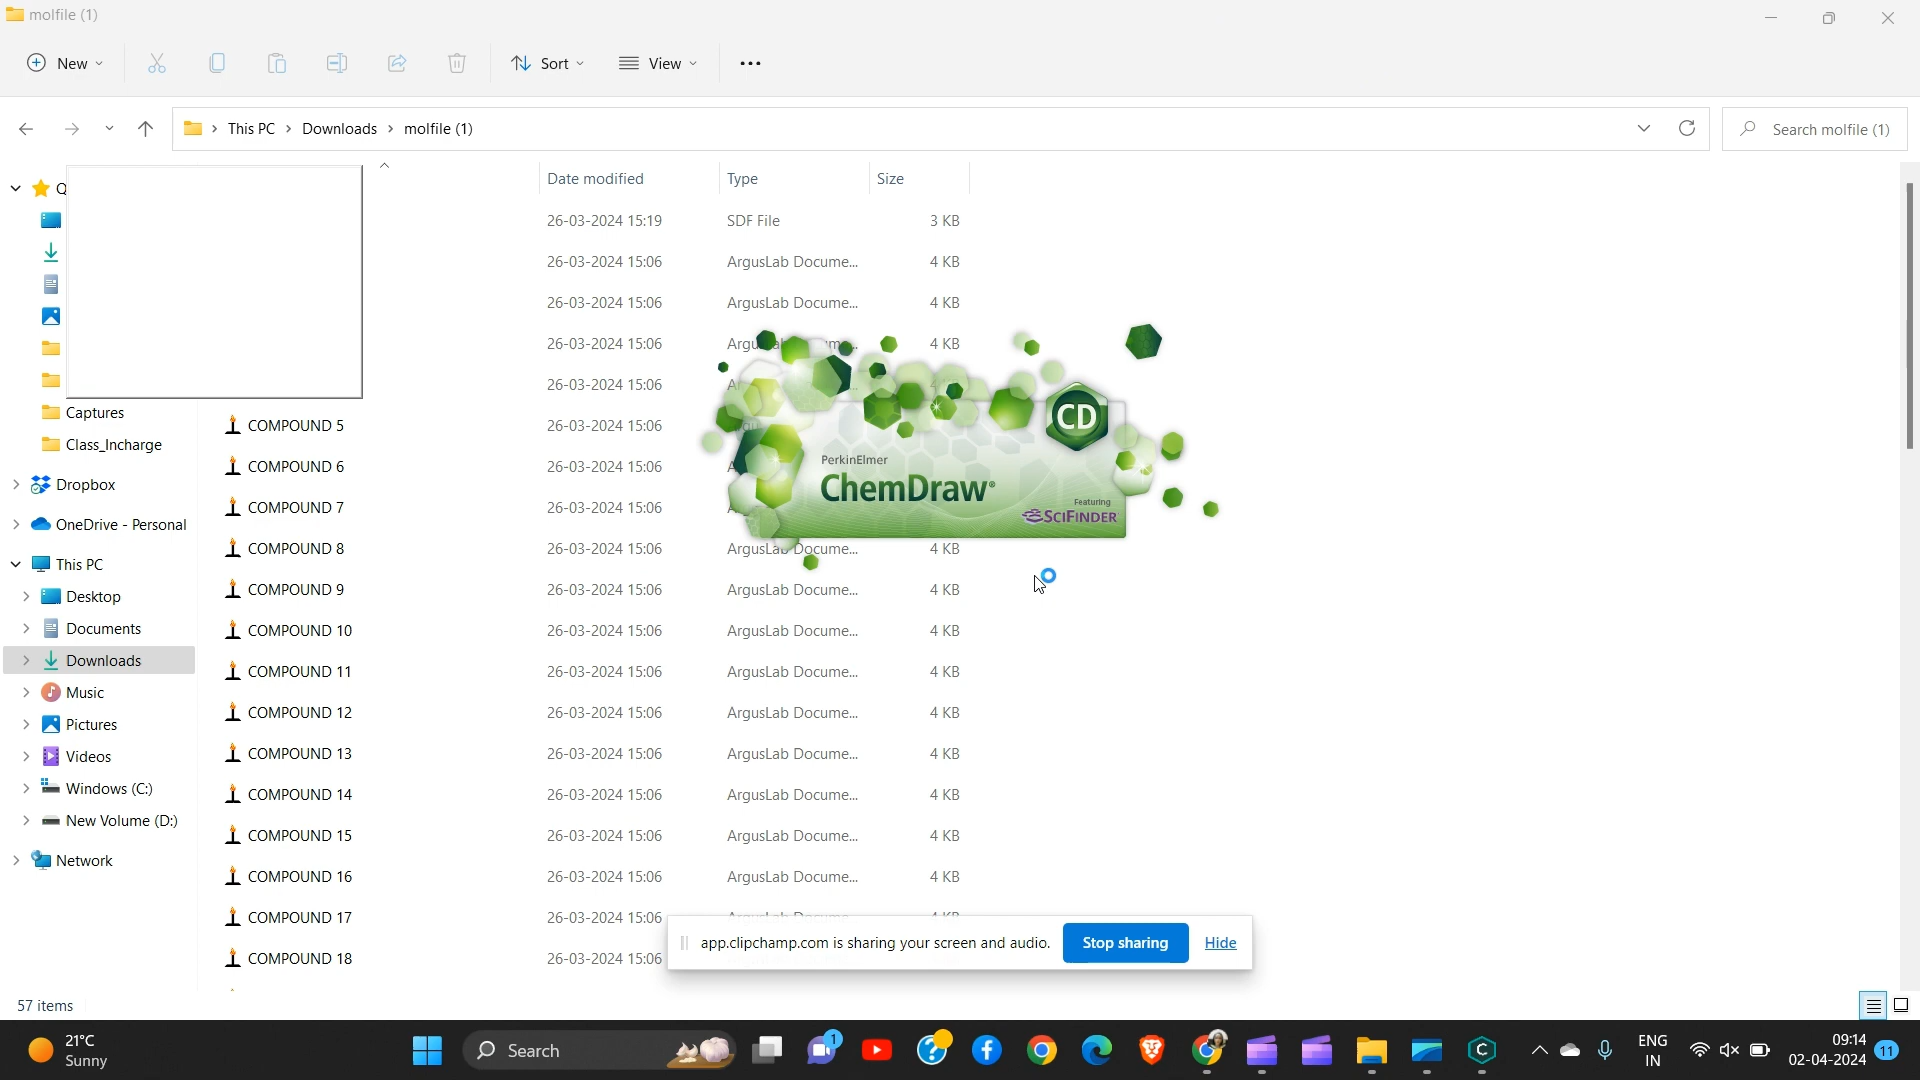 molfile (1)
New
Sort
View
This PC > Downloads > molfile (1)
Search molfile (1)
Date modified Type Size
26-03-2024 15:19 SDF File 3 KB
26-03-2024 15:06 ArgusLab Docume... 4 KB
26-03-2024 15:06 ArgusLab Docume... 4 KB
26-03-2024 15:06 4 KB
26-03-2024 15:06
COMPOUND 5 26-03-2024 15:06
COMPOUND 6 26-03-2024 15:06
COMPOUND 7 26-03-2024 15:06
COMPOUND 8 26-03-2024 15:06 ArgusLab Docume... 4 KB
COMPOUND 9 26-03-2024 15:06 ArgusLab Docume... 4 KB
COMPOUND 10 26-03-2024 15:06 ArgusLab Docume... 4 KB
COMPOUND 11 26-03-2024 15:06 ArgusLab Docume... 4 KB
COMPOUND 12 26-03-2024 15:06 ArgusLab Docume... 4 KB
COMPOUND 13 26-03-2024 15:06 ArgusLab Docume... 4 KB
COMPOUND 14 26-03-2024 15:06 ArgusLab Docume... 4 KB
COMPOUND 15 26-03-2024 15:06 ArgusLab Docume... 4 KB
COMPOUND 16 26-03-2024 15:06 ArgusLab Docume... 4 KB
COMPOUND 17 26-03-2024 15:06
COMPOUND 18 26-03-2024 15:06
Captures
Class_Incharge
Dropbox
OneDrive - Personal
This PC
Desktop
Documents
Downloads
Music
Pictures
Videos
Windows (C:)
New Volume (D:)
Network
CD
PerkinElmer
ChemDraw®
Featuring
SCIFINDER
app.clipchamp.com is sharing your screen and audio. Stop sharing Hide
57 items
21°C
Sunny
Search
1
ENG
IN
09:14
02-04-2024
11